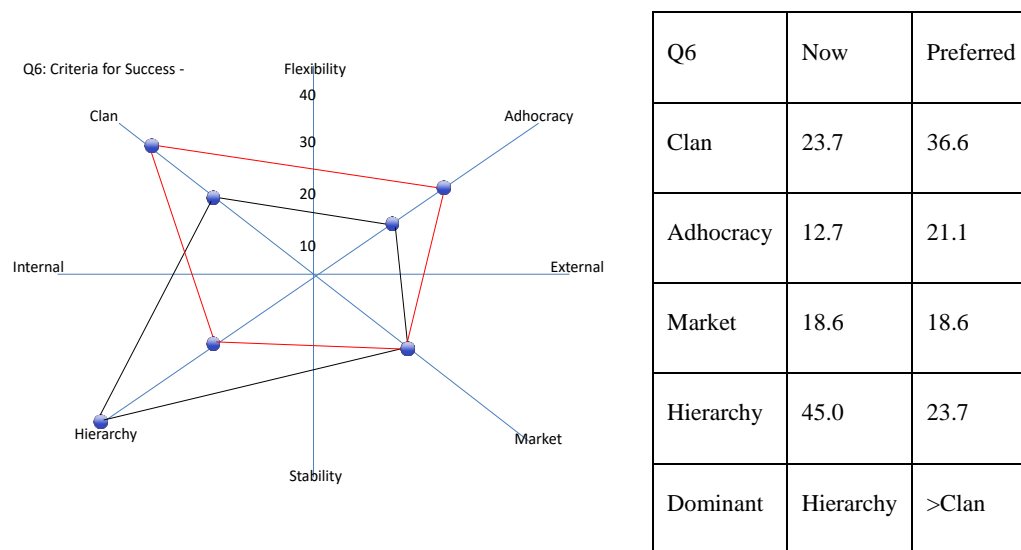 Q6: Criteria for Success -
Flexibility
40
Clan
Adhocracy
30
20
10
Internal
External
Hierarchy
Market
Stability
Q6 Now Preferred
Clan 23.7 36.6
Adhocracy 12.7 21.1
Market 18.6 18.6
Hierarchy 45.0 23.7
Dominant Hierarchy >Clan